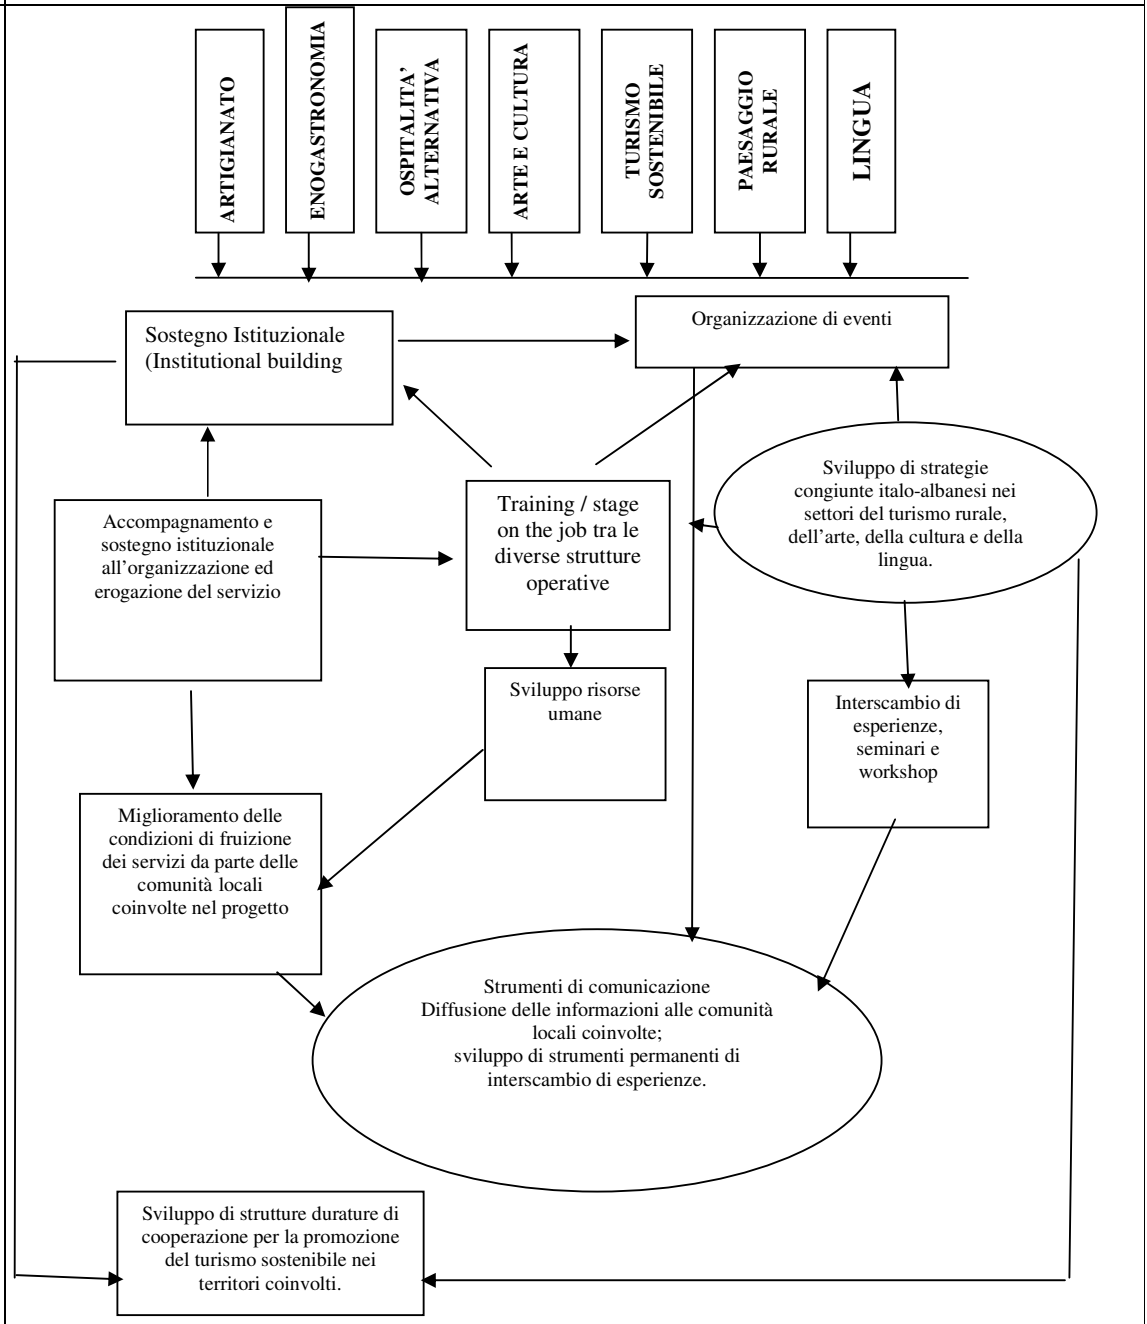 ARTIGIANATO
ENOGASTRONOMIA
OSPITALITA’
ALTERNATIVA
ARTE E CULTURA
TURISMO
SOSTENIBILE
PAESAGGIO
RURALE
LINGUA
Sostegno Istituzionale
(Institutional building
Organizzazione di eventi
Sviluppo di strategie
congiunte italo-albanesi nei
settori del turismo rurale,
dell’arte, della cultura e della
lingua.
Training / stage
on the job tra le
diverse strutture
operative
Accompagnamento e
sostegno istituzionale
all’organizzazione ed
erogazione del servizio
Sviluppo risorse
umane
Interscambio di
esperienze,
seminari e
workshop
Miglioramento delle
condizioni di fruizione
dei servizi da parte delle
comunità locali
coinvolte nel progetto
Strumenti di comunicazione
Diffusione delle informazioni alle comunità
locali coinvolte;
sviluppo di strumenti permanenti di
interscambio di esperienze.
Sviluppo di strutture durature di
cooperazione per la promozione
del turismo sostenibile nei
territori coinvolti.